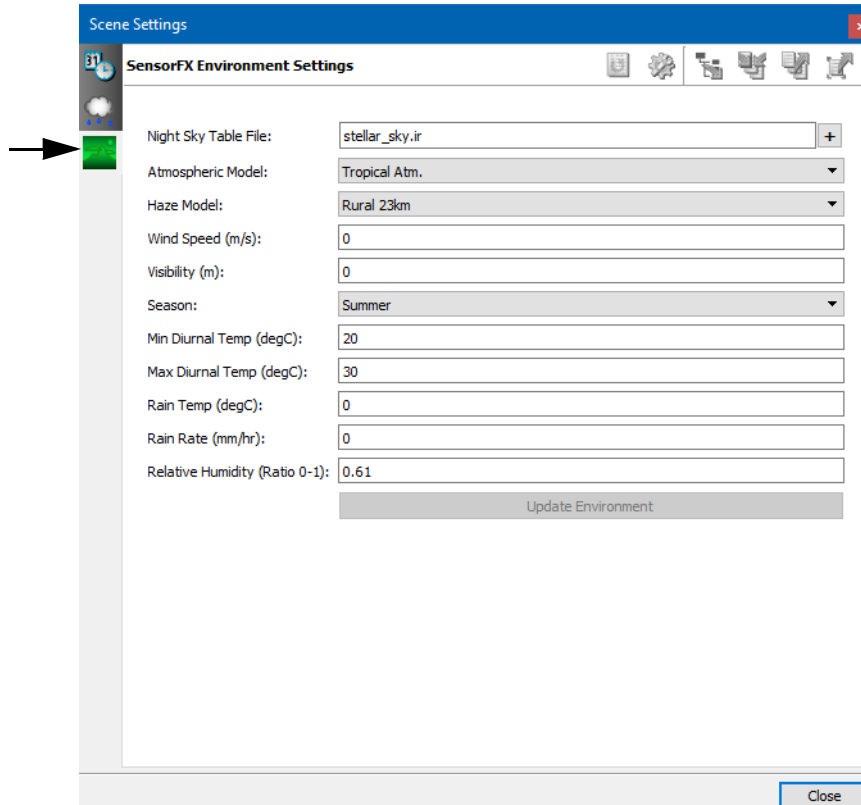 Scene Settings
31
SensorFX Environment Settings
Night Sky Table File: stellar_sky.ir +
Atmospheric Model: Tropical Atm.
Haze Model: Rural 23km
Wind Speed (m/s): 0
Visibility (m): 0
Season: Summer
Min Diurnal Temp (degC): 20
Max Diurnal Temp (degC): 30
Rain Temp (degC): 0
Rain Rate (mm/hr): 0
Relative Humidity (Ratio 0-1): 0.61
Update Environment
Close